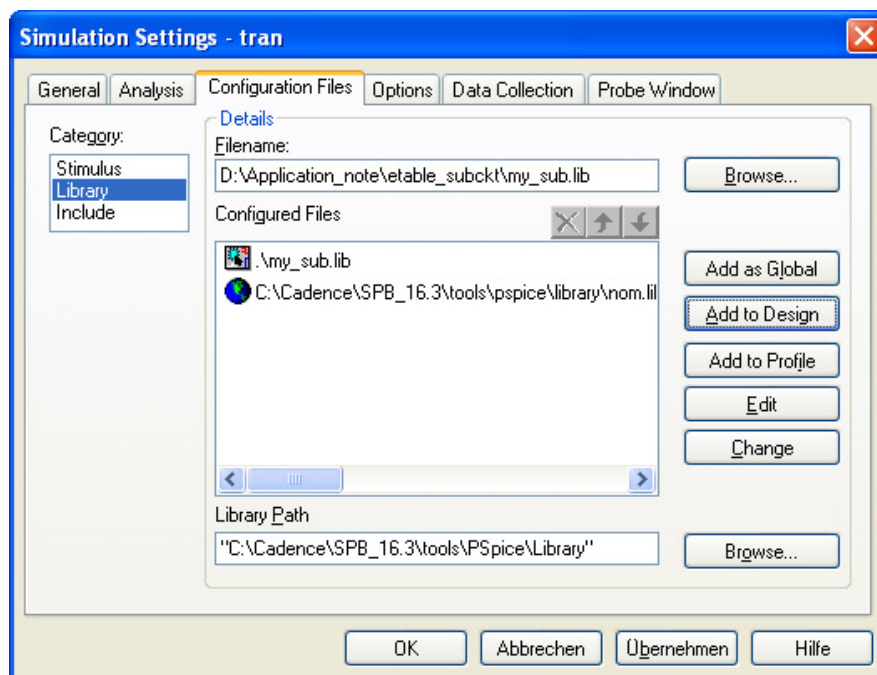 Simulation Settings - tran
General Analysis Configuration Files Options Data Collection Probe Window
Category:
Stimulus
Library
Include
Details
Filename:
D:\Application_note\etable_subckt\my_sub.lib
Browse...
Configured Files
.\my_sub.lib
C:\Cadence\SPB_16.3\tools\pspice\library\nom.lil
Add as Global
Add to Design
Add to Profile
Edit
Change
Library Path
"C:\Cadence\SPB_16.3\tools\PSpice\Library"
Browse...
OK Abbrechen Übernehmen Hilfe